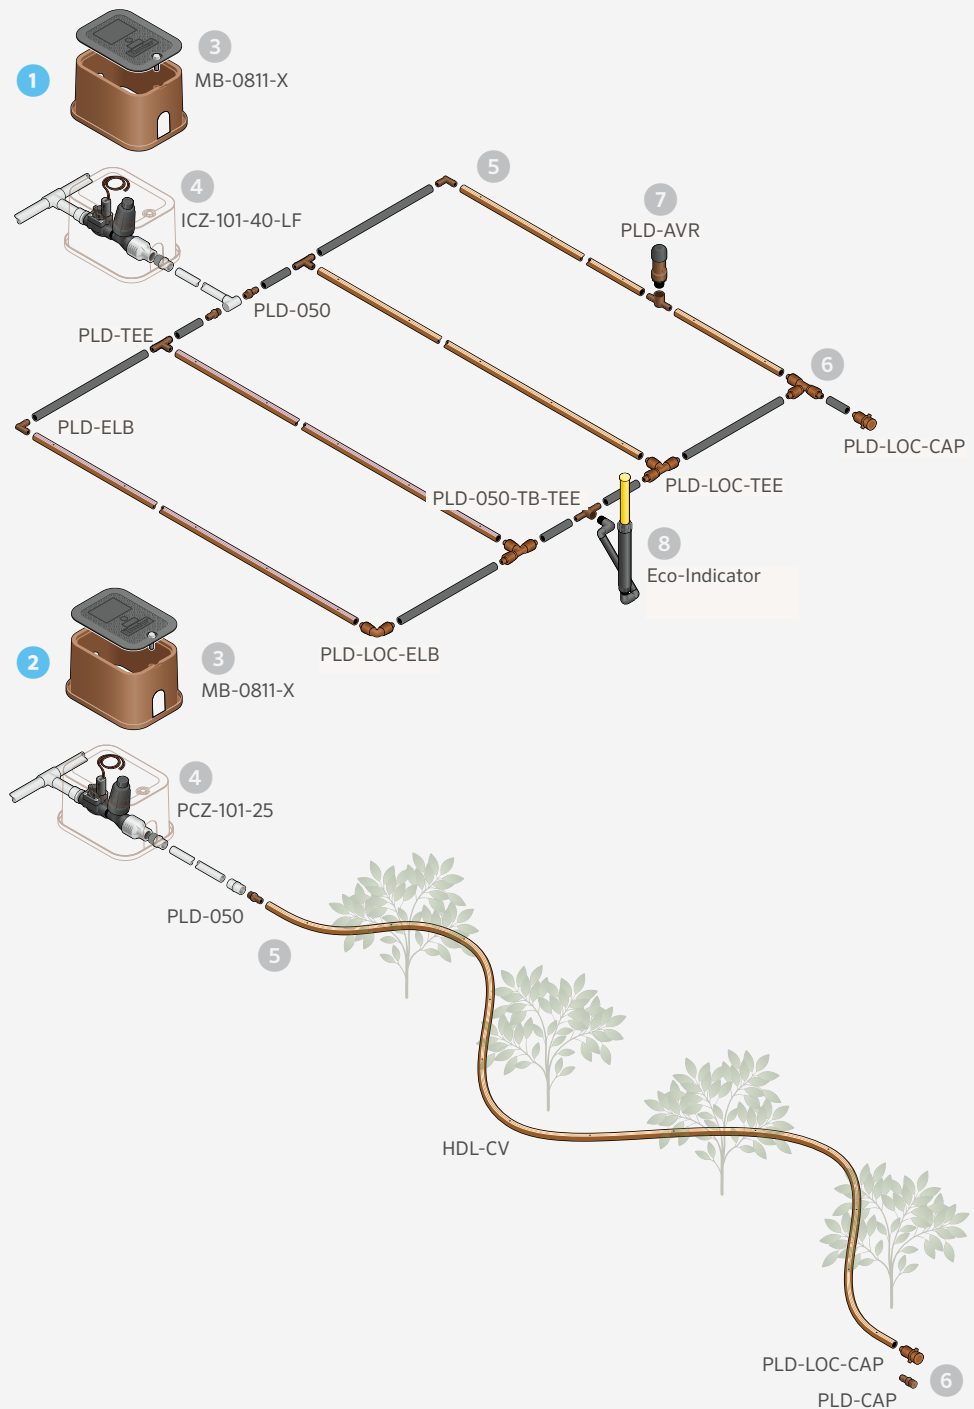 1
3
MB-0811-X
4
ICZ-101-40-LF
5
7
PLD-AVR
PLD-050
PLD-TEE
6
PLD-ELB
PLD-LOC-CAP
PLD-LOC-TEE
PLD-050-TB-TEE
8
Eco-Indicator
PLD-LOC-ELB
2
3
MB-0811-X
4
PCZ-101-25
PLD-050
5
HDL-CV
PLD-LOC-CAP
6
PLD-CAP